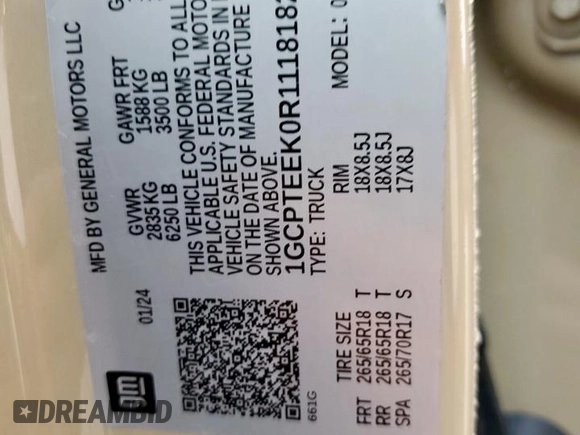 MFD BY GENERAL MOTORS LLC
01/24
GVWR GAWR FRT
2835 KG 1588 KG
6250 LB 3500 LB
THIS VEHICLE CONFORMS TO ALL
APPLICABLE U.S. FEDERAL MOTO
VEHICLE SAFETY STANDARDS IN
ON THE DATE OF MANUFACTURE
SHOWN ABOVE.
1GCPTEEK0R111818
TYPE: TRUCK MODEL:
gm
661G
TIRE SIZE RIM
FRT 265/65R18 T 18X8.5J
RR 265/65R18 T 18X8.5J
SPA 265/70R17 S 17X8J
DREAMBID